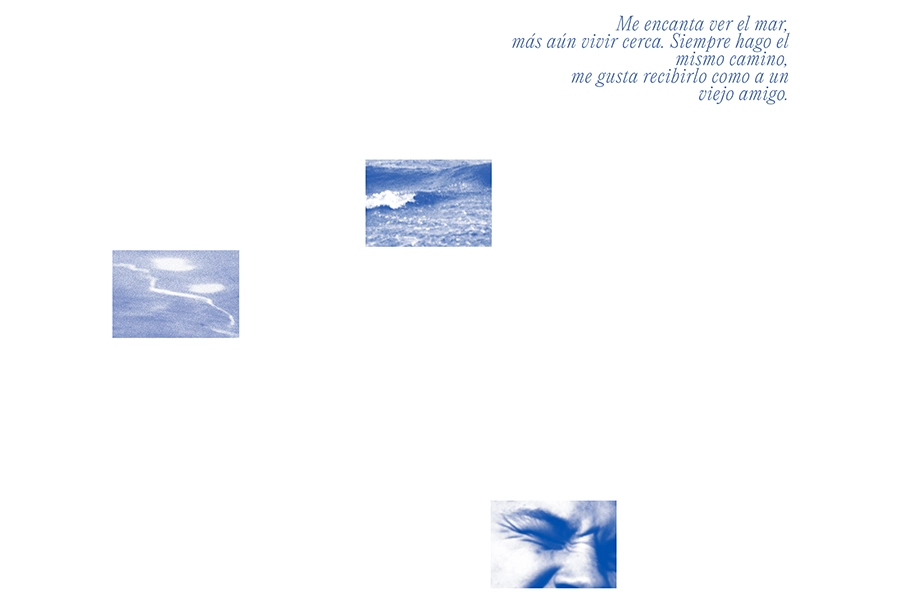 Me encanta ver el mar,
más aún vivir cerca. Siempre hago el
mismo camino,
me gusta recibirlo como a un
viejo amigo.